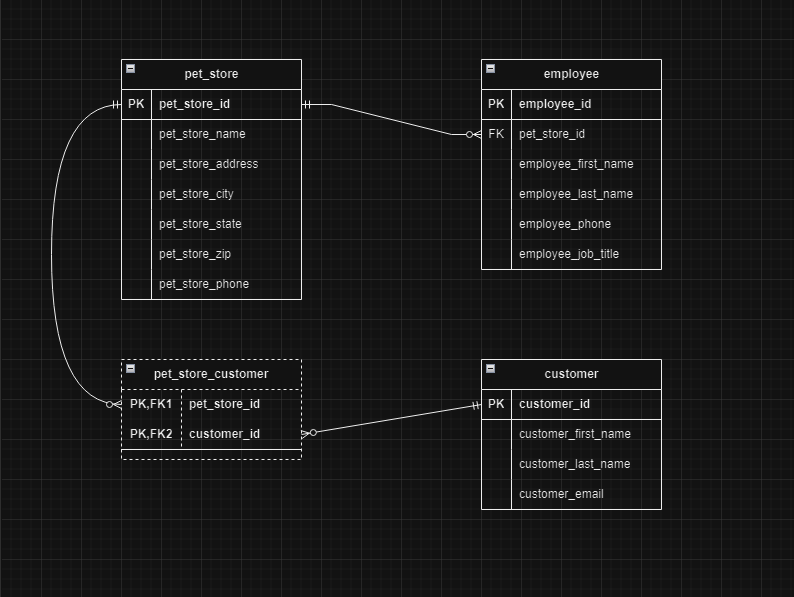 pet_store
PK pet_store_id
pet_store_name
pet_store_address
pet_store_city
pet_store_state
pet_store_zip
pet_store_phone
employee
PK employee_id
FK pet_store_id
employee_first_name
employee_last_name
employee_phone
employee_job_title
pet_store_customer
PK,FK1 pet_store_id
PK,FK2 customer_id
customer
PK customer_id
customer_first_name
customer_last_name
customer_email